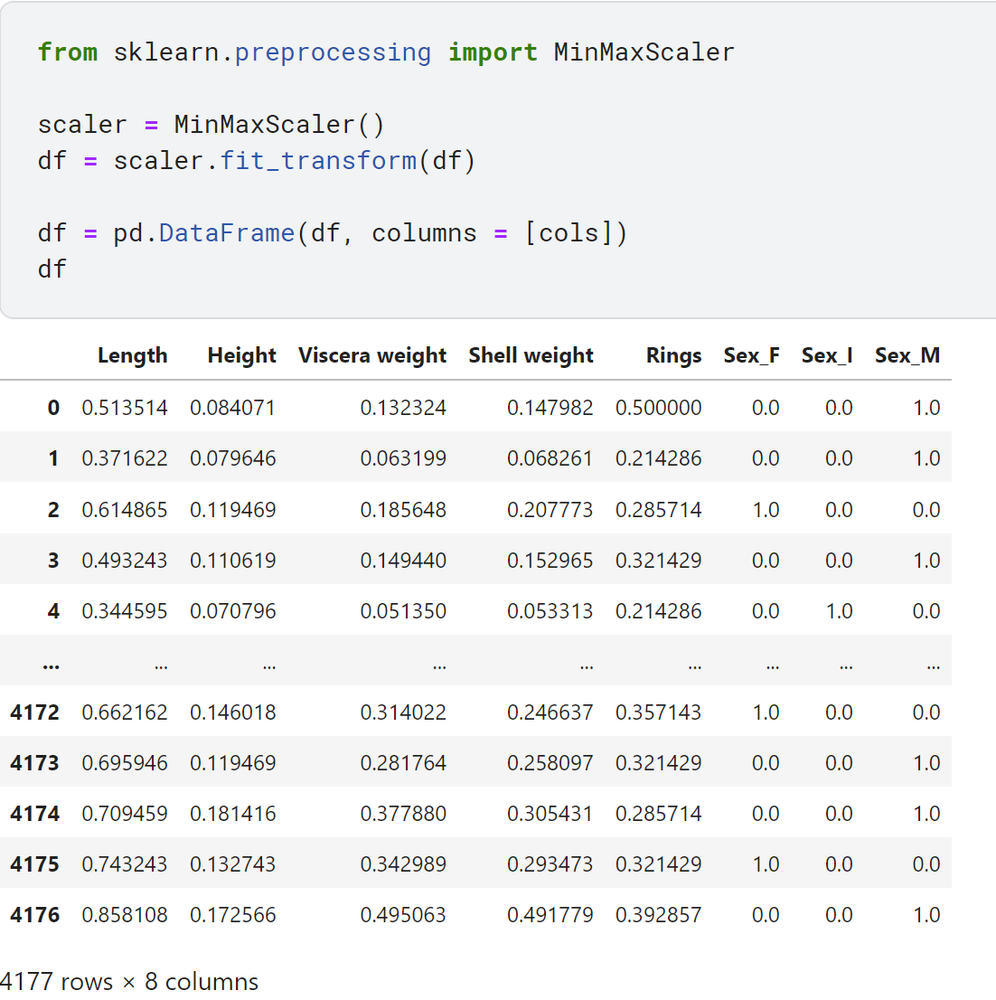 from sklearn.preprocessing import MinMaxScaler
scaler = MinMaxScaler()
df = scaler.fit_transform(df)
df = pd.DataFrame(df, columns = [cols])
df
Length Height Viscera weight Shell weight Rings Sex_F Sex_I Sex_M
0 0.513514 0.084071 0.132324 0.147982 0.500000 0.0 0.0 1.0
1 0.371622 0.079646 0.063199 0.068261 0.214286 0.0 0.0 1.0
2 0.614865 0.119469 0.185648 0.207773 0.285714 1.0 0.0 0.0
3 0.493243 0.110619 0.149440 0.152965 0.321429 0.0 0.0 1.0
4 0.344595 0.070796 0.051350 0.053313 0.214286 0.0 1.0 0.0
... ... ... ... ... ... ... ... ...
4172 0.662162 0.146018 0.314022 0.246637 0.357143 1.0 0.0 0.0
4173 0.695946 0.119469 0.281764 0.258097 0.321429 0.0 0.0 1.0
4174 0.709459 0.181416 0.377880 0.305431 0.285714 0.0 0.0 1.0
4175 0.743243 0.132743 0.342989 0.293473 0.321429 1.0 0.0 0.0
4176 0.858108 0.172566 0.495063 0.491779 0.392857 0.0 0.0 1.0
4177 rows × 8 columns